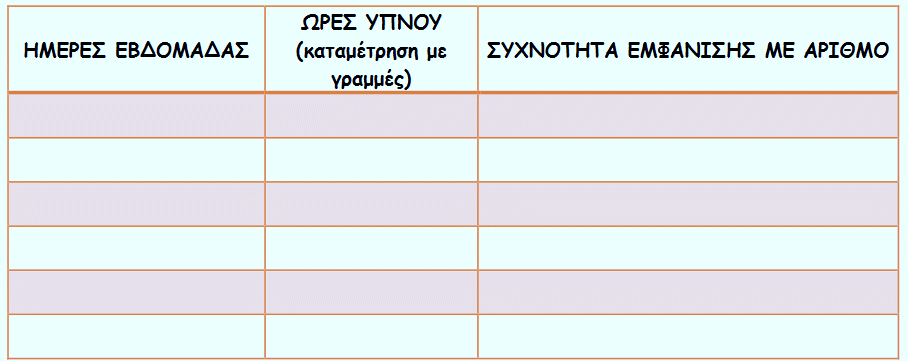 ΗΜΕΡΕΣ ΕΒΔΟΜΑΔΑΣ
ΩΡΕΣ ΥΠΝΟΥ
(καταμέτρηση με
γραμμές)
ΣΥΧΝΟΤΗΤΑ ΕΜΦΑΝΙΣΗΣ ΜΕ ΑΡΙΘΜΟ